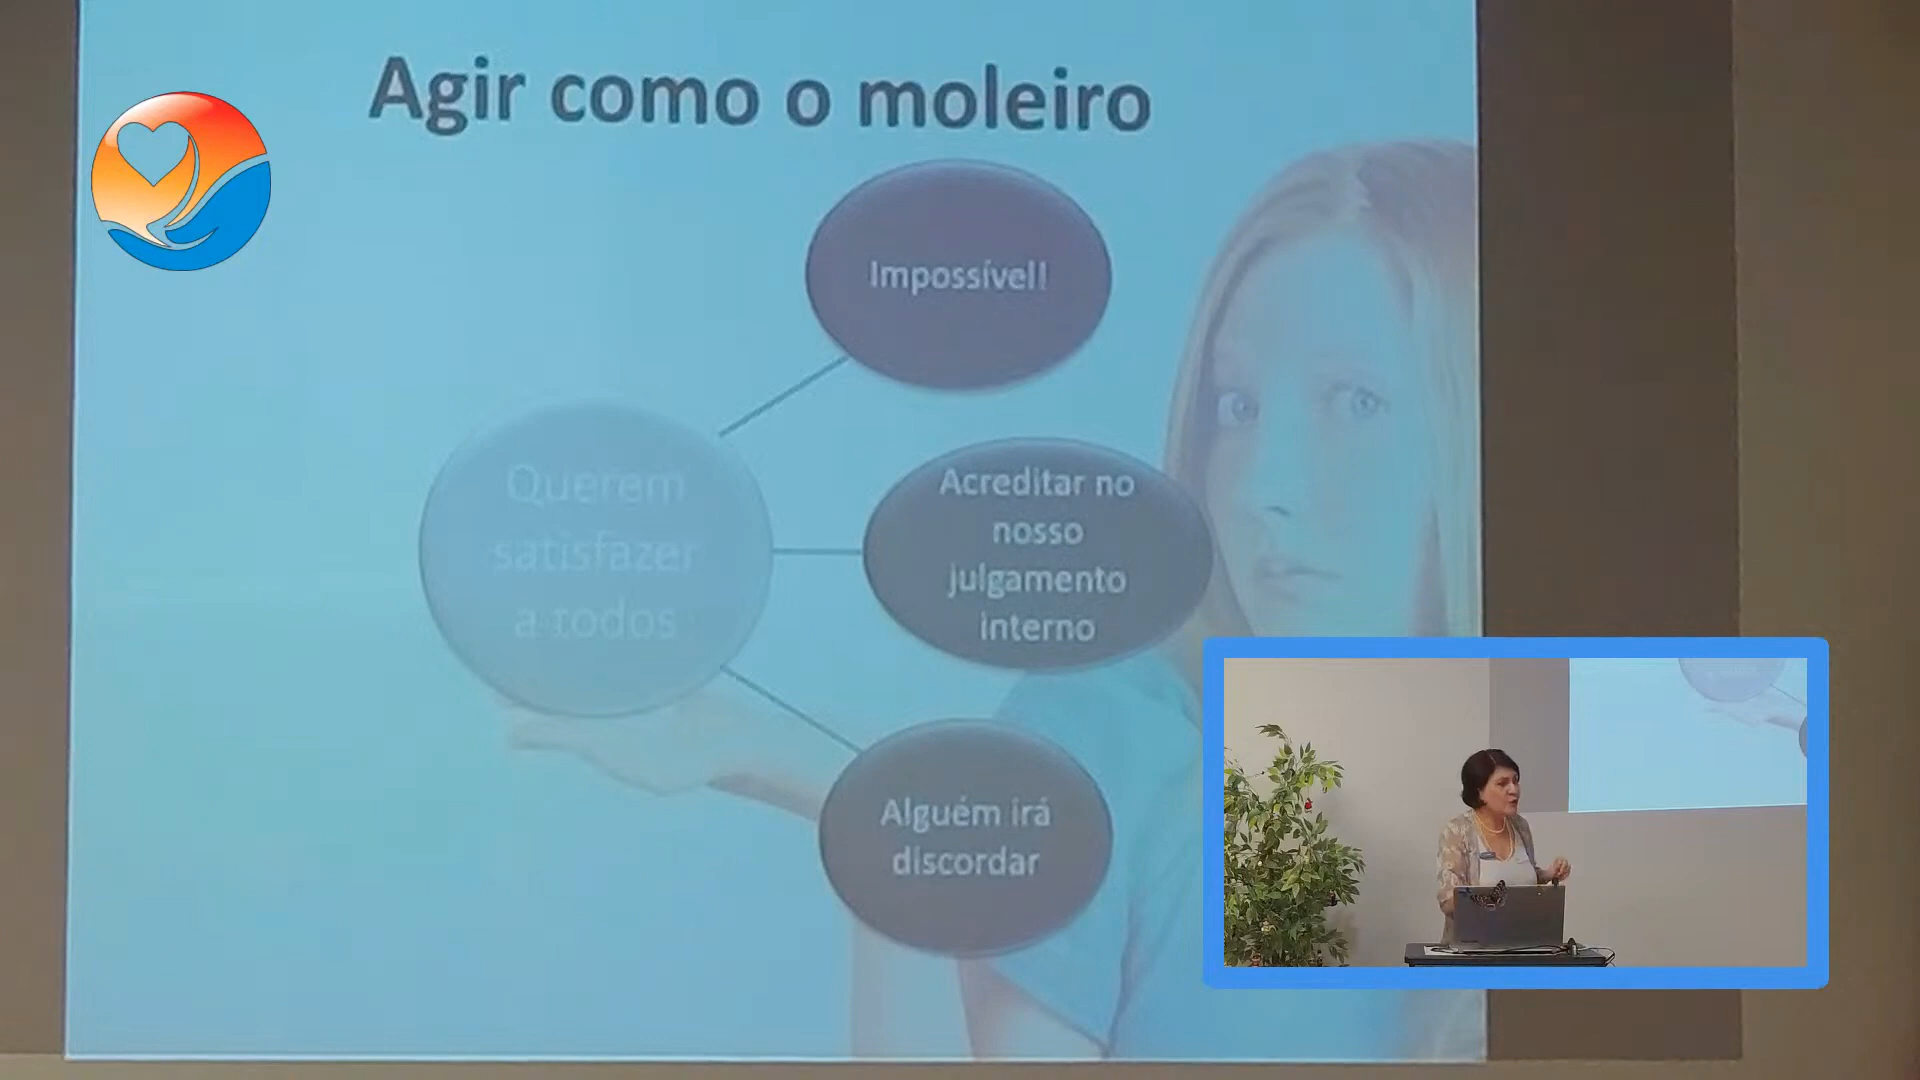 Agir como o moleiro
Impossível!
Querem
satisfazer
a todos
Acreditar no
nosso
julgamento
interno
Alguém irá
discordar